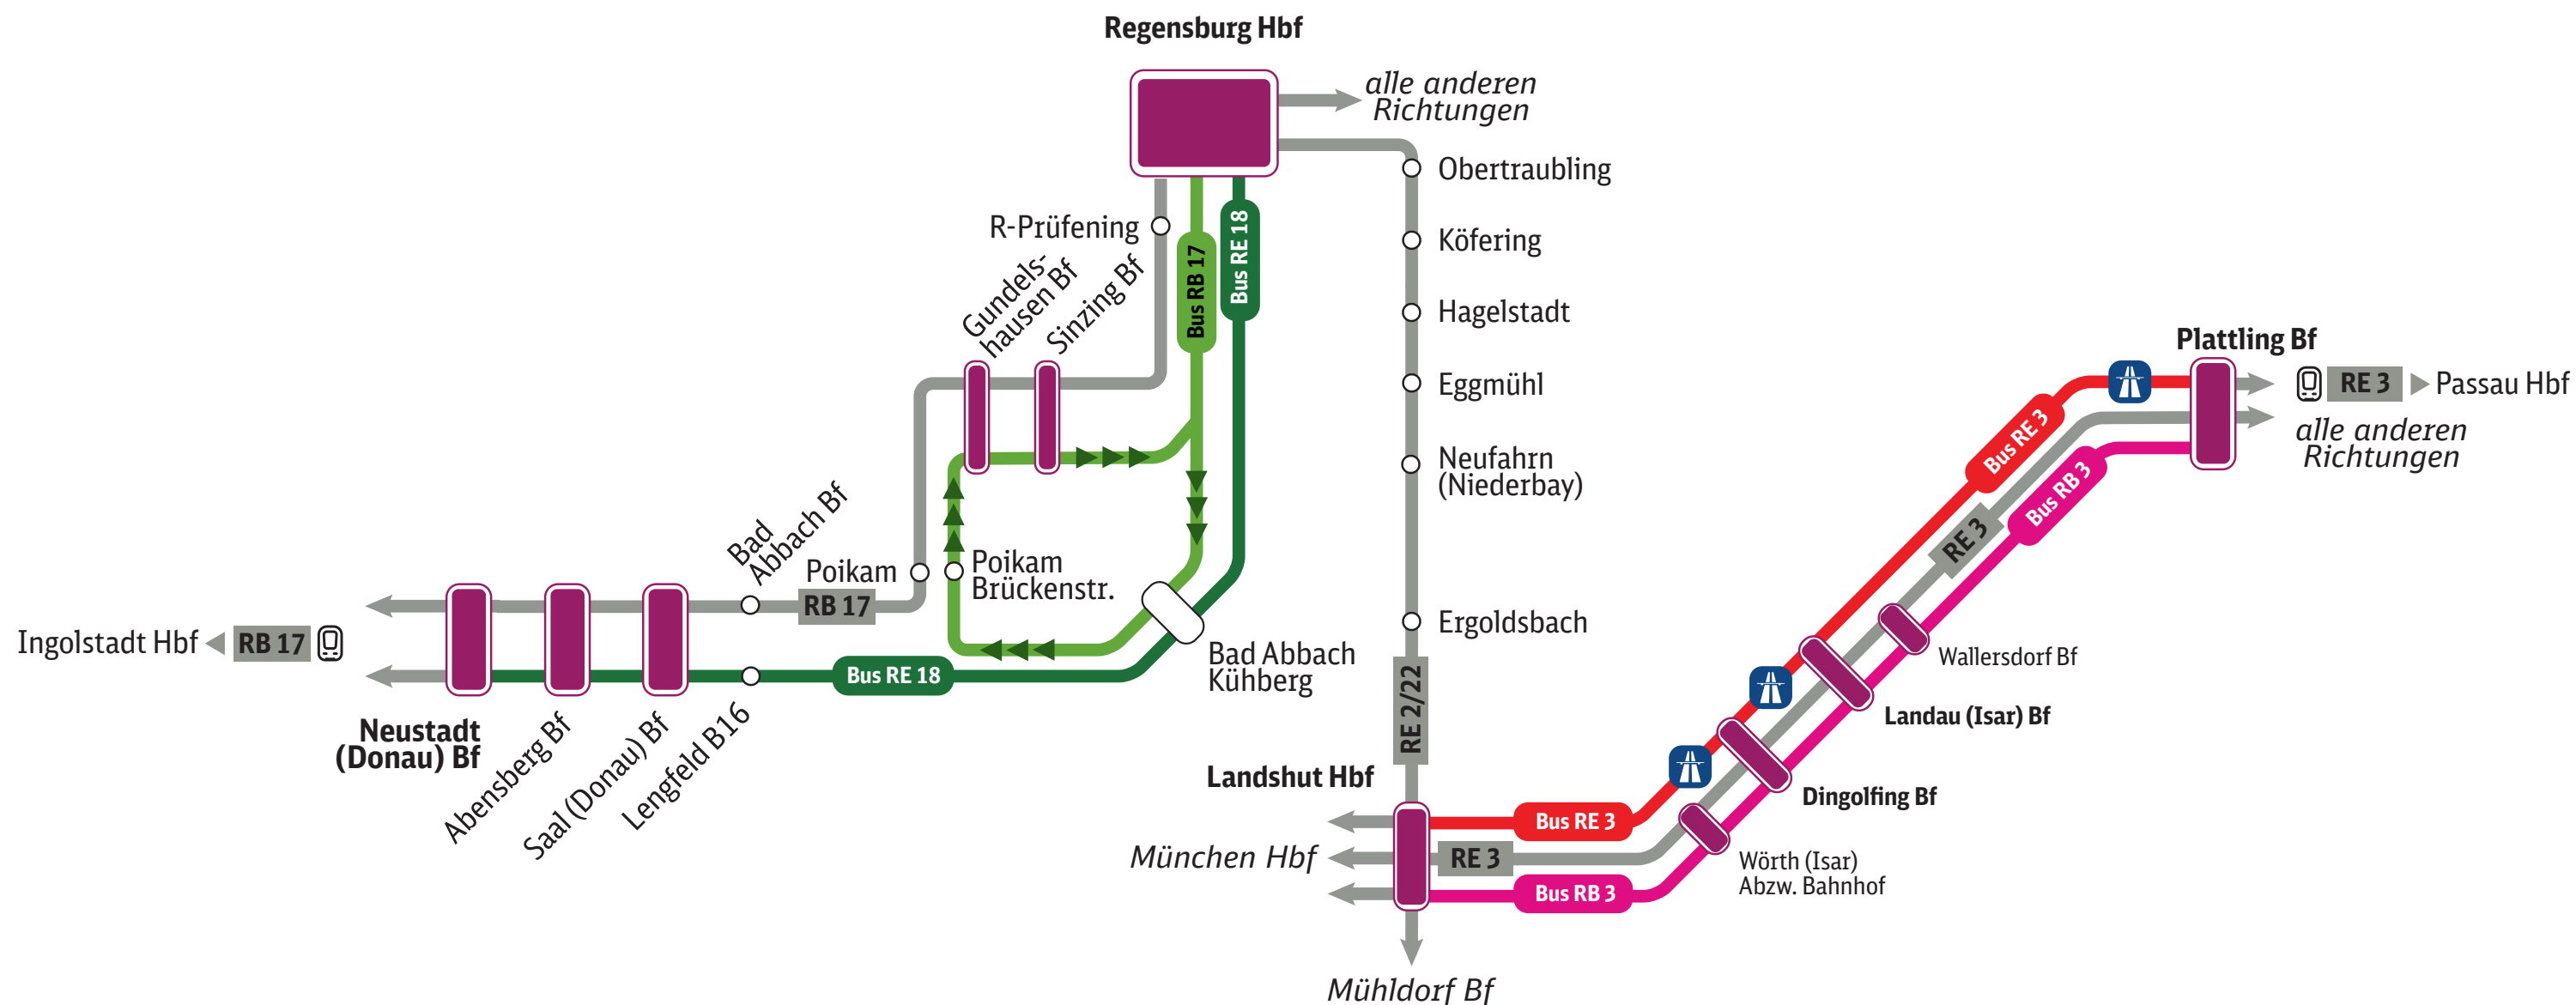 Regensburg Hbf
alle anderen
Richtungen
Obertraubling
R-Prüfening
Köfering
Bus RB 17
Bus RE 18
Gundels-
hausen Bf
Sinzing Bf
Hagelstadt
Eggmühl
Neufahrn
(Niederbay)
Ergoldsbach
RE 2/22
Plattling Bf
RE 3
Passau Hbf
alle anderen
Richtungen
Bus RE 3
Bus RB 3
RE 3
Bad
Abbach Bf
Poikam
Poikam
Brückenstr.
RB 17
Ingolstadt Hbf
RB 17
Bus RE 18
Bad Abbach
Kühberg
Neustadt
(Donau) Bf
Abensberg Bf
Saal (Donau) Bf
Lengfeld B16
Wallersdorf Bf
Landau (Isar) Bf
Dingolfing Bf
Landshut Hbf
Bus RE 3
München Hbf
RE 3
Bus RB 3
Wörth (Isar)
Abzw. Bahnhof
Mühldorf Bf